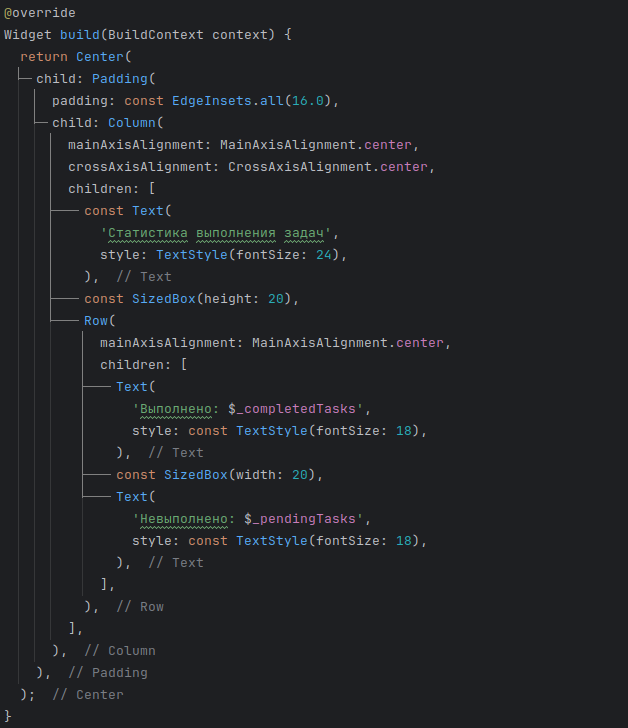 @override
Widget build(BuildContext context) {
  return Center(
    child: Padding(
      padding: const EdgeInsets.all(16.0),
      child: Column(
        mainAxisAlignment: MainAxisAlignment.center,
        crossAxisAlignment: CrossAxisAlignment.center,
        children: [
          const Text(
            'Статистика выполнения задач',
            style: TextStyle(fontSize: 24),
          ),  // Text
          const SizedBox(height: 20),
          Row(
            mainAxisAlignment: MainAxisAlignment.center,
            children: [
              Text(
                'Выполнено: $_completedTasks',
                style: const TextStyle(fontSize: 18),
              ),  // Text
              const SizedBox(width: 20),
              Text(
                'Невыполнено: $_pendingTasks',
                style: const TextStyle(fontSize: 18),
              ),  // Text
            ],
          ),  // Row
        ],
      ),  // Column
    ),  // Padding
  );  // Center
}